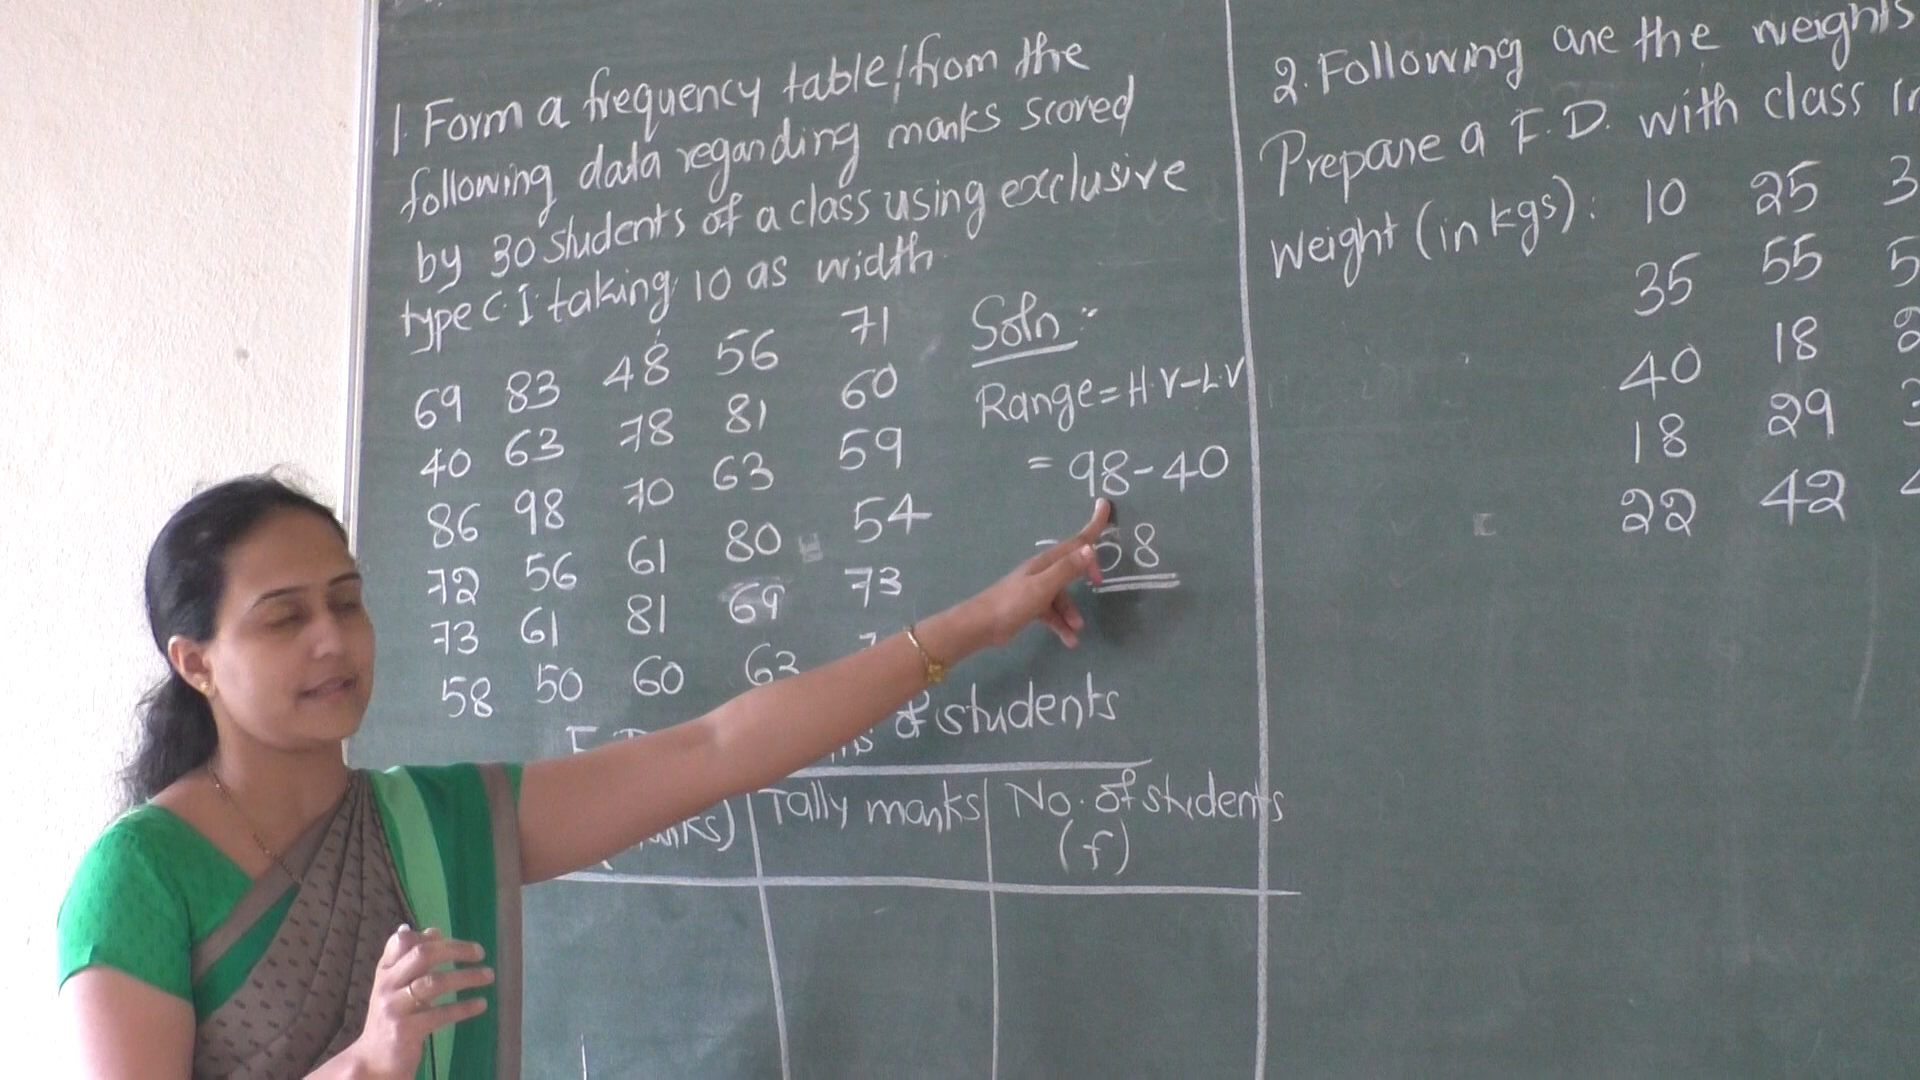 1. Form a frequency table/from the
following data regarding marks scored
by 30 students of a class using exclusive
type C.I taking 10 as width.
69 83 48 56 71
40 63 78 81 60
86 98 70 63 59
72 56 61 80 54
73 61 81 69 73
58 50 60 62
Soln:-
Range = H.V-L.V
= 98-40
= 58
of students
Tally marks No. of students
(f)
2. Following are the weights
Prepare a F.D. with class
Weight (in kgs): 10 25
35 55
40 18
18 29
22 42